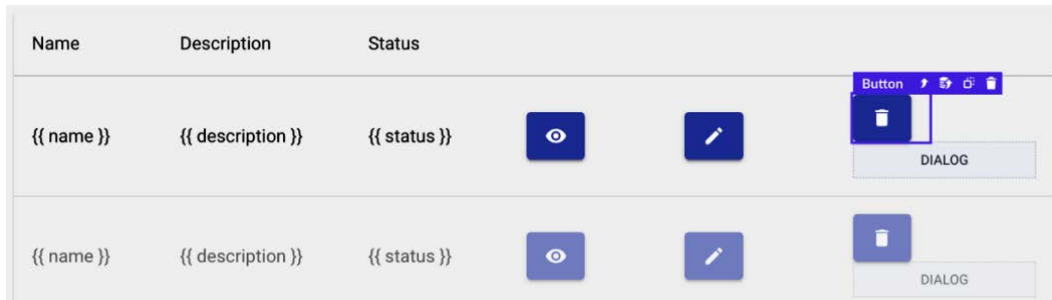 Name Description Status
Button
{{ name }} {{ description }} {{ status }}
DIALOG
{{ name }} {{ description }} {{ status }}
DIALOG